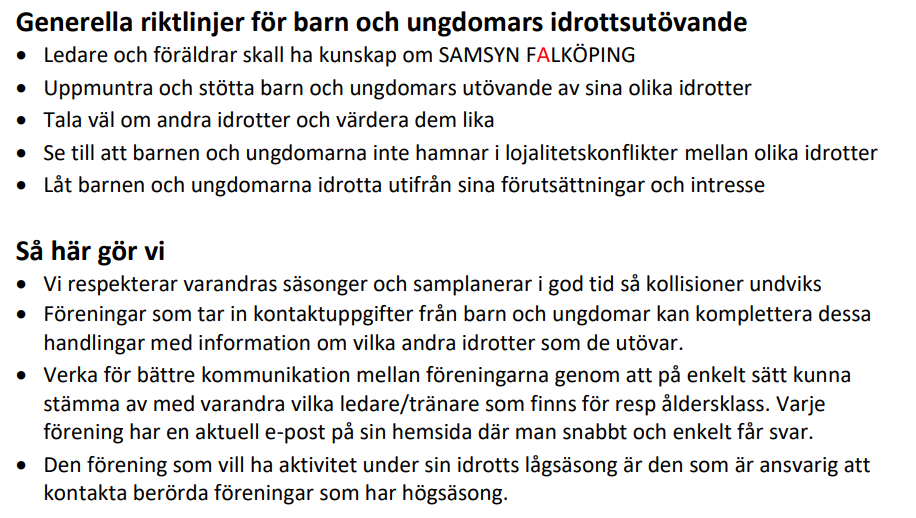 Generella riktlinjer för barn och ungdomars idrottsutövande
• Ledare och föräldrar skall ha kunskap om SAMSYN FALKÖPING
• Uppmuntra och stötta barn och ungdomars utövande av sina olika idrotter
• Tala väl om andra idrotter och värdera dem lika
• Se till att barnen och ungdomarna inte hamnar i lojalitetskonflikter mellan olika idrotter
• Låt barnen och ungdomarna idrotta utifrån sina förutsättningar och intresse
Så här gör vi
• Vi respekterar varandras säsonger och samplanerar i god tid så kollisioner undviks
• Föreningar som tar in kontaktuppgifter från barn och ungdomar kan komplettera dessa
handlingar med information om vilka andra idrotter som de utövar.
• Verka för bättre kommunikation mellan föreningarna genom att på enkelt sätt kunna
stämma av med varandra vilka ledare/tränare som finns för resp åldersklass. Varje
förening har en aktuell e-post på sin hemsida där man snabbt och enkelt får svar.
• Den förening som vill ha aktivitet under sin idrotts lågsäsong är den som är ansvarig att
kontakta berörda föreningar som har högsäsong.